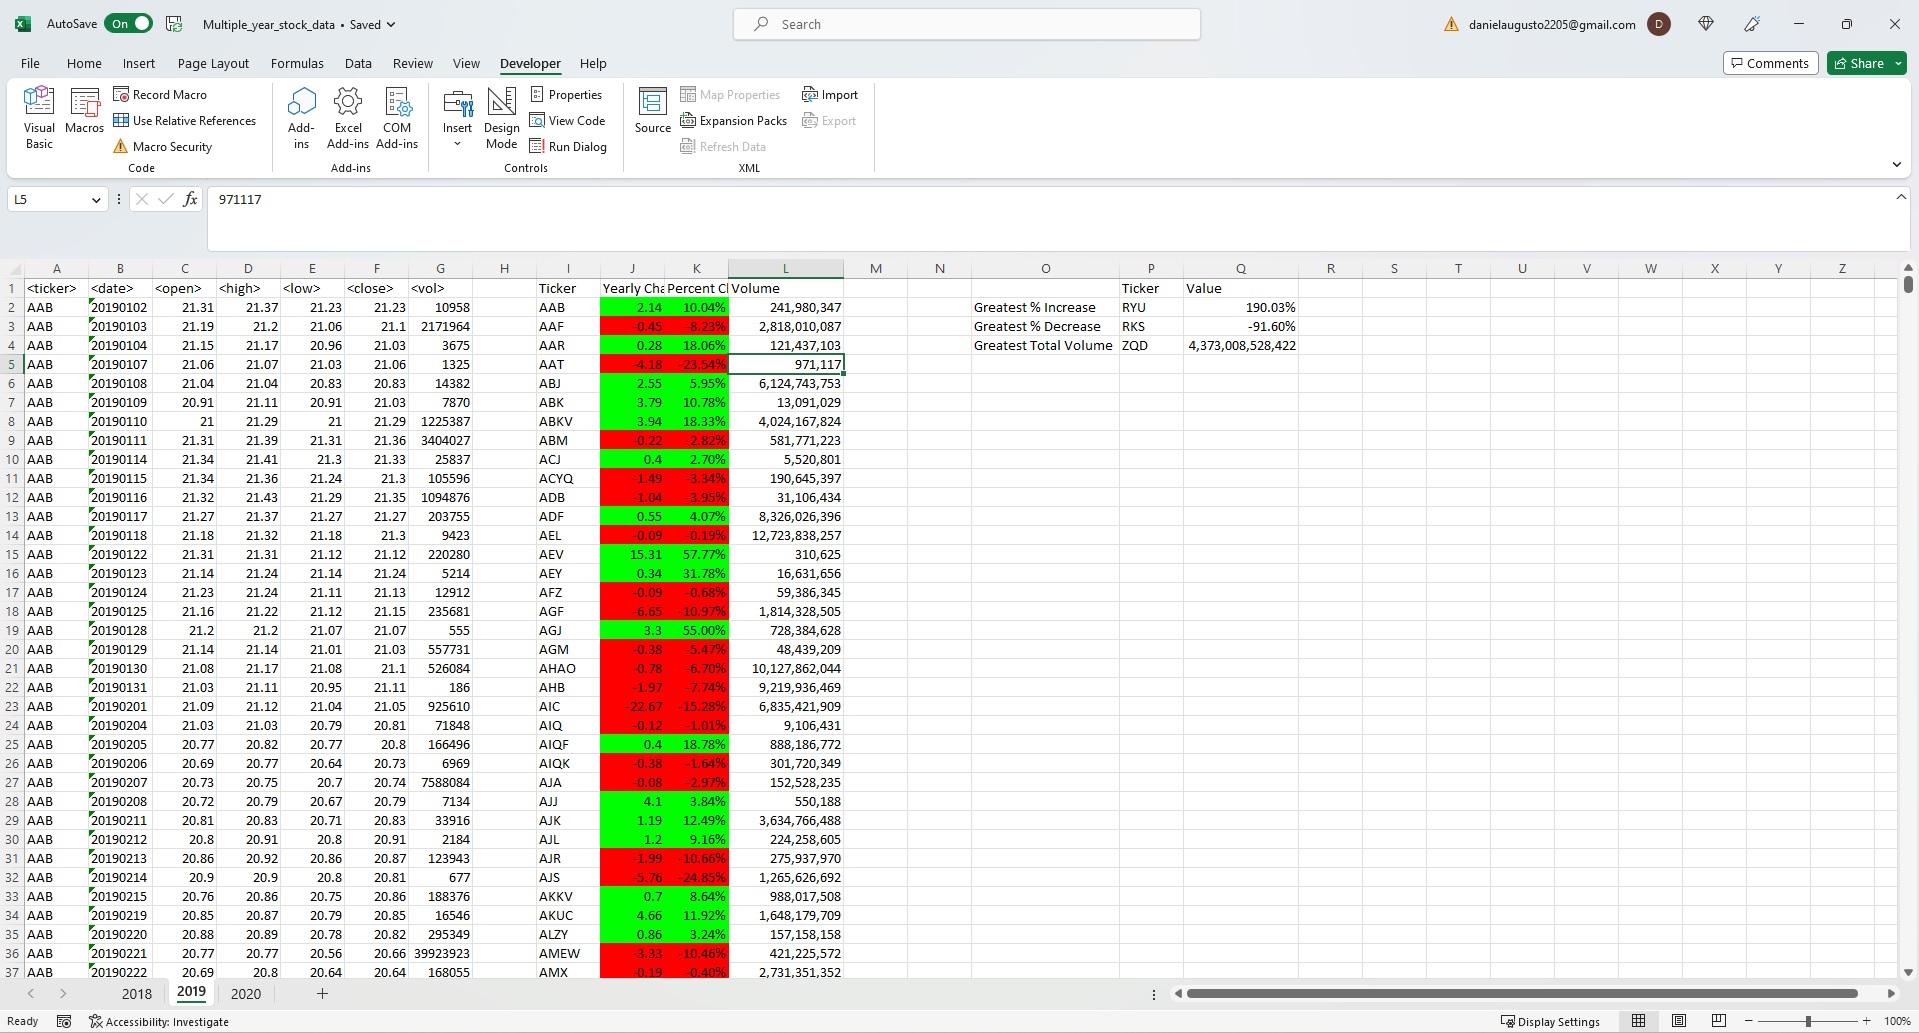 AutoSave On Multiple_year_stock_data • Saved Search danielaugusto2205@gmail.com D
File Home Insert Page Layout Formulas Data Review View Developer Help Comments Share
Visual Basic
Macros
Record Macro
Use Relative References
Macro Security
Code
Add-ins
Excel Add-ins
COM Add-ins
Add-ins
Insert
Design Mode
Properties
View Code
Run Dialog
Controls
Source
Map Properties
Expansion Packs
Refresh Data
Import
Export
XML
L5 fx 971117
A B C D E F G H I J K L M N O P Q R S T U V W X Y Z
1 <ticker> <date> <open> <high> <low> <close> <vol> Ticker Yearly Cha Percent Cl Volume Ticker Value
2 AAB 20190102 21.31 21.37 21.23 21.23 10958 AAB 2.14 10.04% 241,980,347 Greatest % Increase RYU 190.03%
3 AAB 20190103 21.19 21.2 21.06 21.1 2171964 AAF -0.45 -8.23% 2,818,010,087 Greatest % Decrease RKS -91.60%
4 AAB 20190104 21.15 21.17 20.96 21.03 3675 AAR 0.28 18.06% 121,437,103 Greatest Total Volume ZQD 4,373,008,528,422
5 AAB 20190107 21.06 21.07 21.03 21.06 1325 AAT -4.18 -23.54% 971,117
6 AAB 20190108 21.04 21.04 20.83 20.83 14382 ABJ 2.55 5.95% 6,124,743,753
7 AAB 20190109 20.91 21.11 20.91 21.03 7870 ABK 3.79 10.78% 13,091,029
8 AAB 20190110 21 21.29 21 21.29 1225387 ABKV 3.94 18.33% 4,024,167,824
9 AAB 20190111 21.31 21.39 21.31 21.36 3404027 ABM -0.22 -2.82% 581,771,223
10 AAB 20190114 21.34 21.41 21.3 21.33 25837 ACJ 0.4 2.70% 5,520,801
11 AAB 20190115 21.34 21.36 21.24 21.3 105596 ACYQ -1.49 -3.34% 190,645,397
12 AAB 20190116 21.32 21.43 21.29 21.35 1094876 ADB -1.04 -3.95% 31,106,434
13 AAB 20190117 21.27 21.37 21.27 21.27 203755 ADF 0.55 4.07% 8,326,026,396
14 AAB 20190118 21.18 21.32 21.18 21.3 9423 AEL -0.09 -0.19% 12,723,838,257
15 AAB 20190122 21.31 21.31 21.12 21.12 220280 AEV 15.31 57.77% 310,625
16 AAB 20190123 21.14 21.24 21.14 21.24 5214 AEY 0.34 31.78% 16,631,656
17 AAB 20190124 21.23 21.24 21.11 21.13 12912 AFZ -0.09 -0.68% 59,386,345
18 AAB 20190125 21.16 21.22 21.12 21.15 235681 AGF -6.65 -10.97% 1,814,328,505
19 AAB 20190128 21.2 21.2 21.07 21.07 555 AGJ 3.3 55.00% 728,384,628
20 AAB 20190129 21.14 21.14 21.01 21.03 557731 AGM -0.38 -5.47% 48,439,209
21 AAB 20190130 21.08 21.17 21.08 21.1 526084 AHAO -0.78 -6.70% 10,127,862,044
22 AAB 20190131 21.03 21.11 20.95 21.11 186 AHB -1.97 -7.74% 9,219,936,469
23 AAB 20190201 21.09 21.12 21.04 21.05 925610 AIC -22.67 -15.28% 6,835,421,909
24 AAB 20190204 21.03 21.03 20.79 20.81 71848 AIQ -0.12 -1.01% 9,106,431
25 AAB 20190205 20.77 20.82 20.77 20.8 166496 AIQF 0.4 18.78% 888,186,772
26 AAB 20190206 20.69 20.77 20.64 20.73 6969 AIQK -0.38 -1.64% 301,720,349
27 AAB 20190207 20.73 20.75 20.7 20.74 7588084 AJA -0.08 -2.97% 152,528,235
28 AAB 20190208 20.72 20.79 20.67 20.79 7134 AJJ 4.1 3.84% 550,188
29 AAB 20190211 20.81 20.83 20.71 20.83 33916 AJK 1.19 12.49% 3,634,766,488
30 AAB 20190212 20.8 20.91 20.8 20.91 2184 AJL 1.2 9.16% 224,258,605
31 AAB 20190213 20.86 20.92 20.86 20.87 123943 AJR -1.99 -10.66% 275,937,970
32 AAB 20190214 20.9 20.9 20.8 20.81 677 AJS -5.76 -24.85% 1,265,626,692
33 AAB 20190215 20.76 20.86 20.75 20.86 188376 AKKV 0.7 8.64% 988,017,508
34 AAB 20190219 20.85 20.87 20.79 20.85 16546 AKUC 4.66 11.92% 1,648,179,709
35 AAB 20190220 20.88 20.89 20.78 20.82 295349 ALZY 0.86 3.24% 157,158,158
36 AAB 20190221 20.77 20.77 20.56 20.66 39923923 AMEW -3.33 -10.46% 421,225,572
37 AAB 20190222 20.69 20.8 20.64 20.64 168055 AMX -0.19 -0.40% 2,731,351,352
2018 2019 2020
Ready Accessibility: Investigate Display Settings 100%